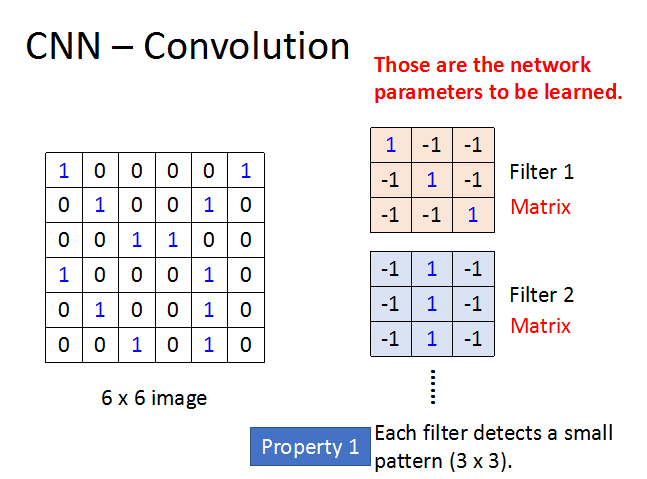 CNN – Convolution
Those are the network
parameters to be learned.
1 0 0 0 0 1
0 1 0 0 1 0
0 0 1 1 0 0
1 0 0 0 1 0
0 1 0 0 1 0
0 0 1 0 1 0
6 x 6 image
1 -1 -1
-1 1 -1
-1 -1 1
Filter 1
Matrix
-1 1 -1
-1 1 -1
-1 1 -1
Filter 2
Matrix
Property 1
Each filter detects a small
pattern (3 x 3).